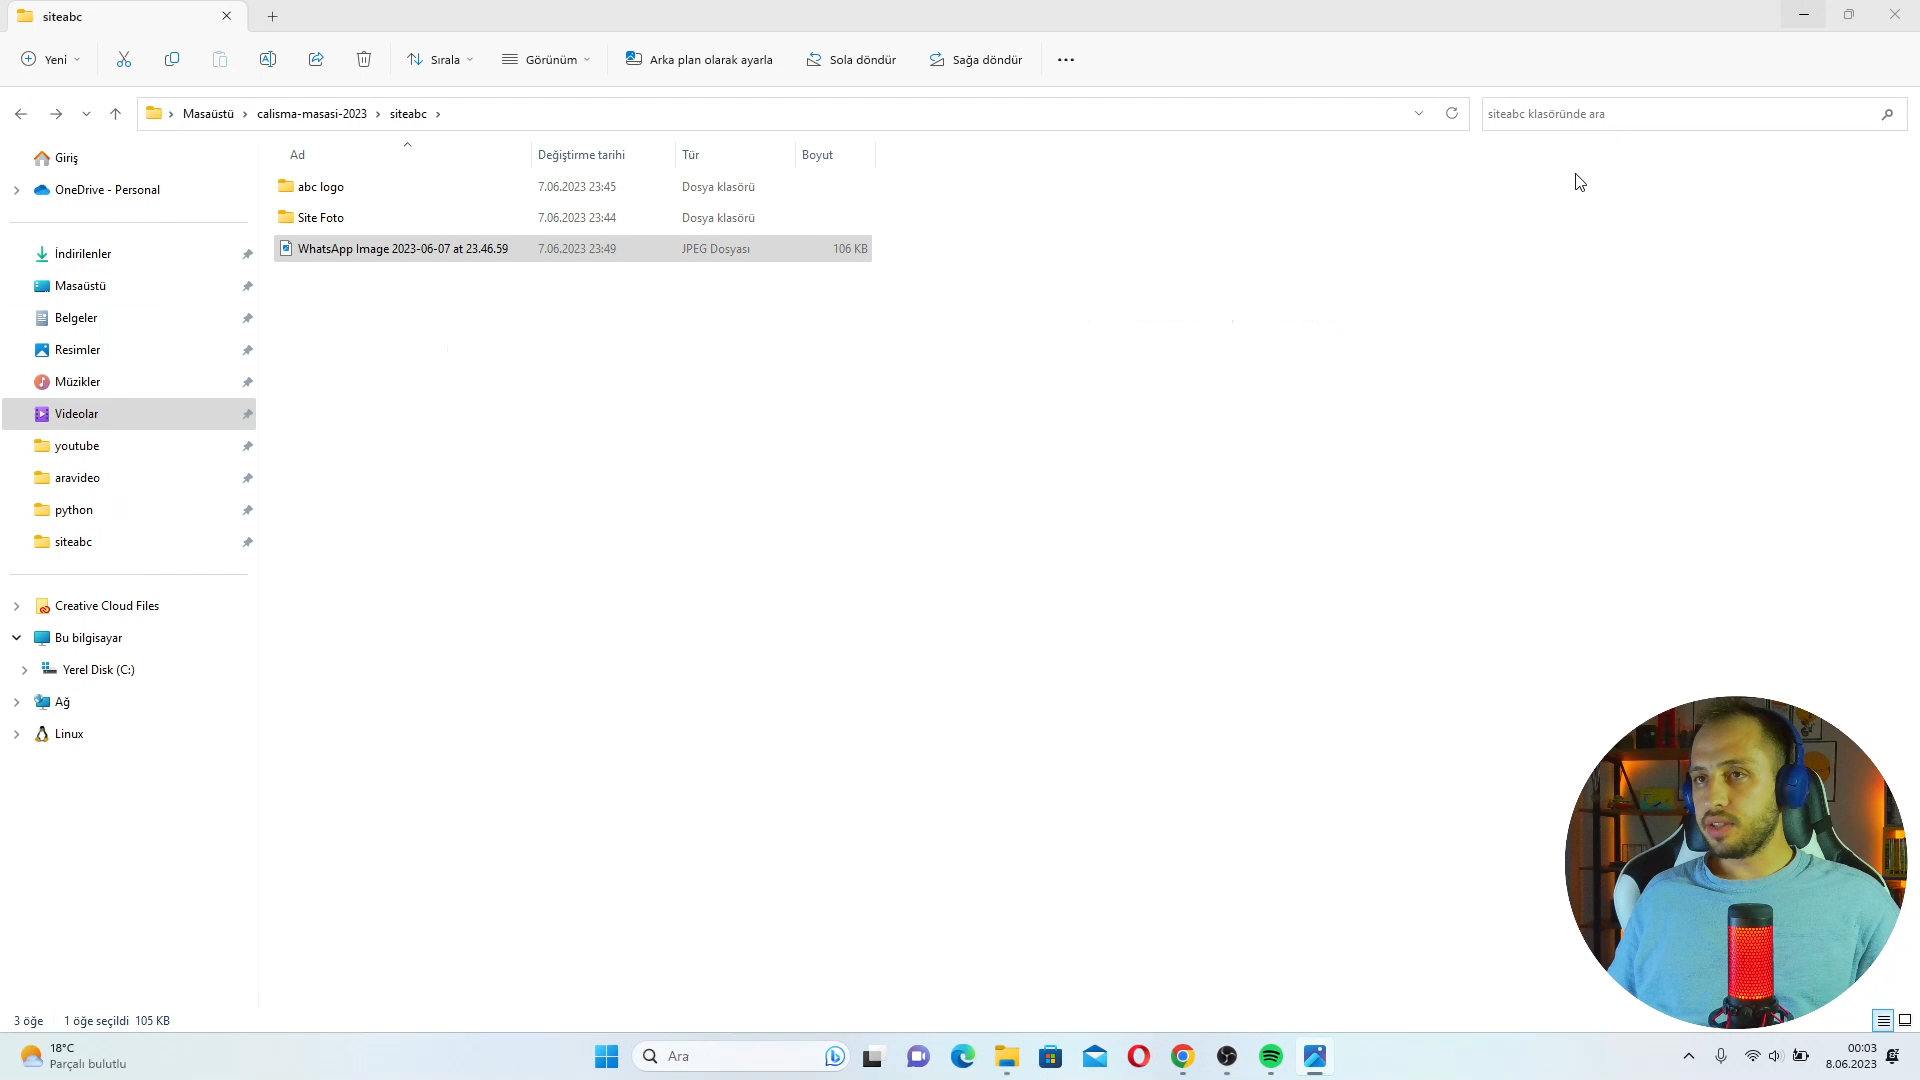 siteabc
Yeni
Sırala
Görünüm
Arka plan olarak ayarla
Sola döndür
Sağa döndür
Masaüstü
calisma-masasi-2023
siteabc
siteabc klasöründe ara
Ad
Değiştirme tarihi
Tür
Boyut
abc logo
7.06.2023 23:45
Dosya klasörü
Site Foto
7.06.2023 23:44
Dosya klasörü
WhatsApp Image 2023-06-07 at 23.46.59
7.06.2023 23:49
JPEG Dosyası
106 KB
Giriş
OneDrive - Personal
İndirilenler
Masaüstü
Belgeler
Resimler
Müzikler
Videolar
youtube
aravideo
python
siteabc
Creative Cloud Files
Bu bilgisayar
Yerel Disk (C:)
Ağ
Linux
3 öğe
1 öğe seçildi 105 KB
18°C
Parçalı bulutlu
Ara
00:03
8.06.2023